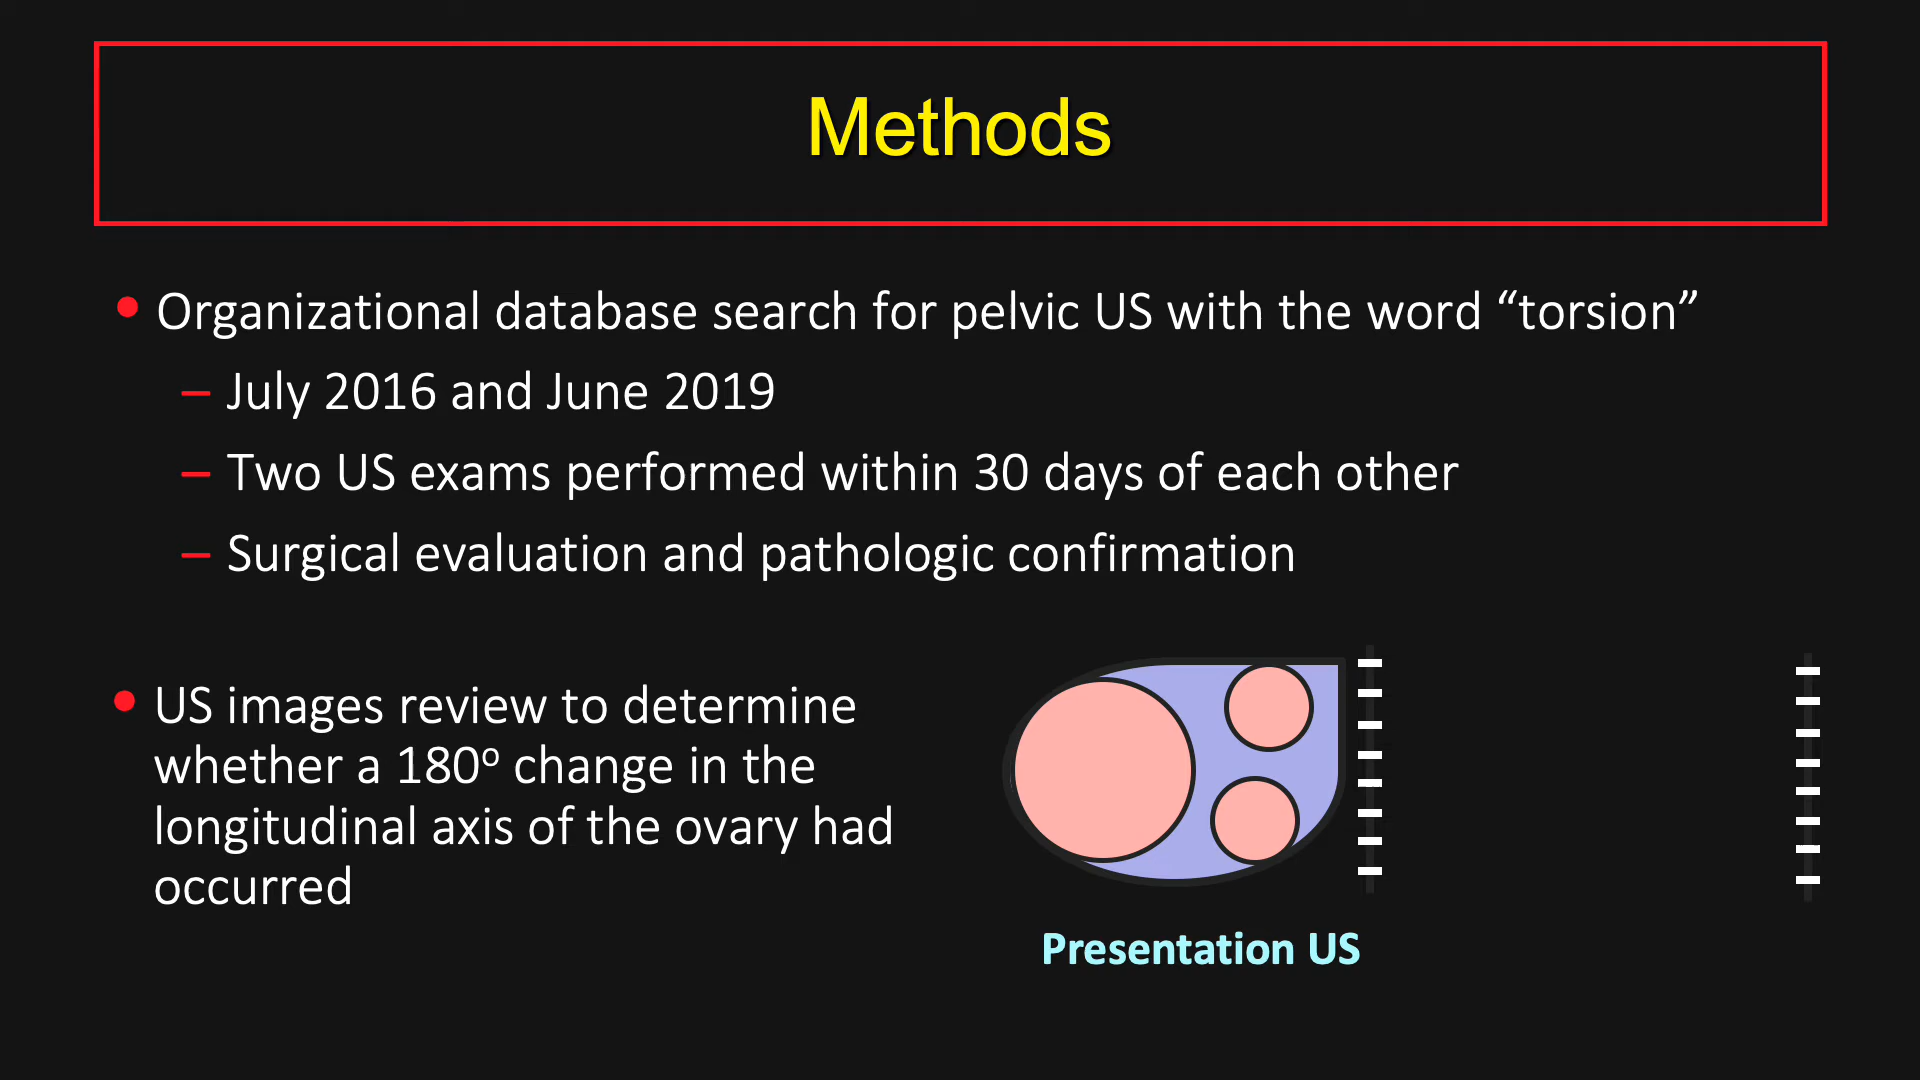 Methods
• Organizational database search for pelvic US with the word “torsion”
– July 2016 and June 2019
– Two US exams performed within 30 days of each other
– Surgical evaluation and pathologic confirmation
• US images review to determine
whether a 180º change in the
longitudinal axis of the ovary had
occurred
Presentation US